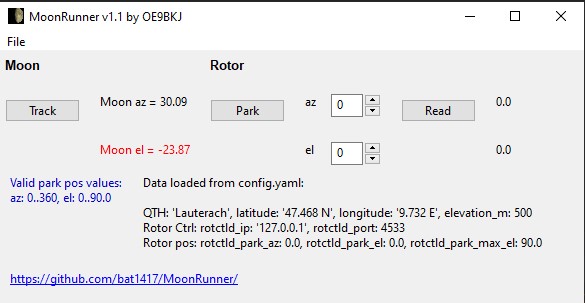 MoonRunner v1.1 by OE9BKJ
File
Moon Rotor
Track Moon az = 30.09 Park az 0 Read 0.0
Moon el = -23.87 el 0 0.0
Valid park pos values: Data loaded from config.yaml:
az: 0..360, el: 0..90.0
QTH: 'Lauterach', latitude: '47.468 N', longitude: '9.732 E', elevation_m: 500
Rotor Ctrl: rotctld_ip: '127.0.0.1', rotctld_port: 4533
Rotor pos: rotctld_park_az: 0.0, rotctld_park_el: 0.0, rotctld_park_max_el: 90.0
https://github.com/bat1417/MoonRunner/